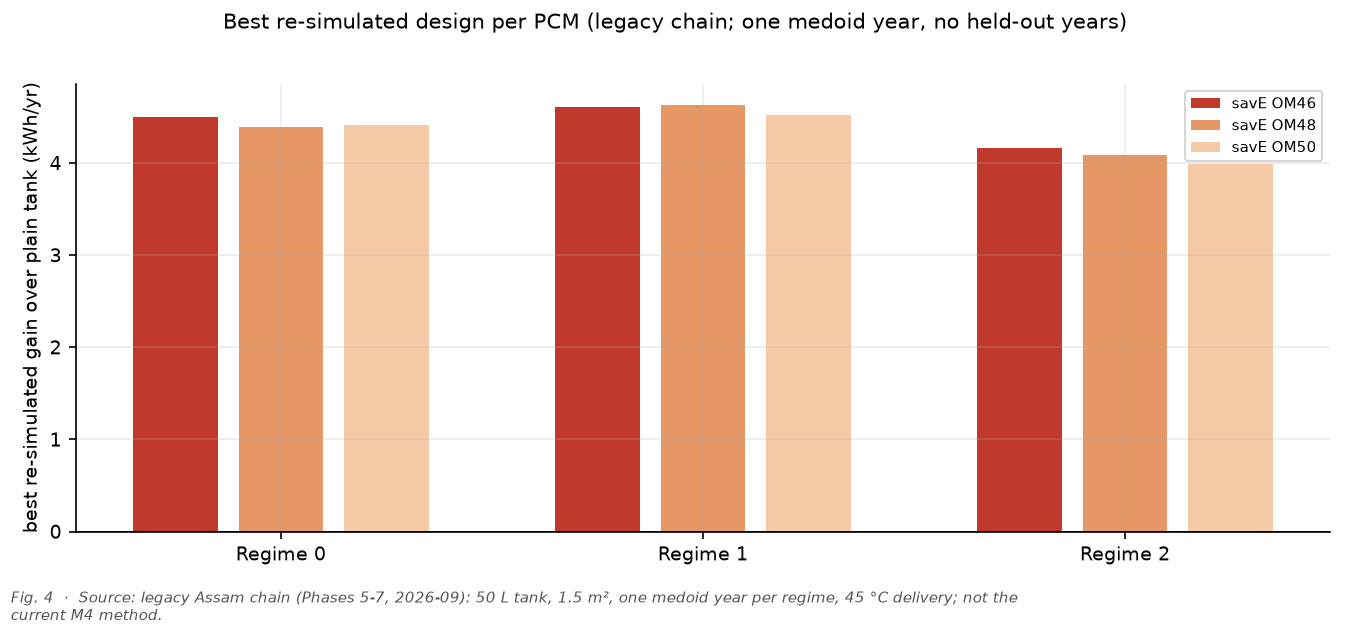 Best re-simulated design per PCM (legacy chain; one medoid year, no held-out years)
best re-simulated gain over plain tank (kWh/yr)
4
3
2
1
0
savE OM46
savE OM48
savE OM50
Regime 0
Regime 1
Regime 2
Fig. 4 · Source: legacy Assam chain (Phases 5-7, 2026-09): 50 L tank, 1.5 m², one medoid year per regime, 45 °C delivery; not the
current M4 method.